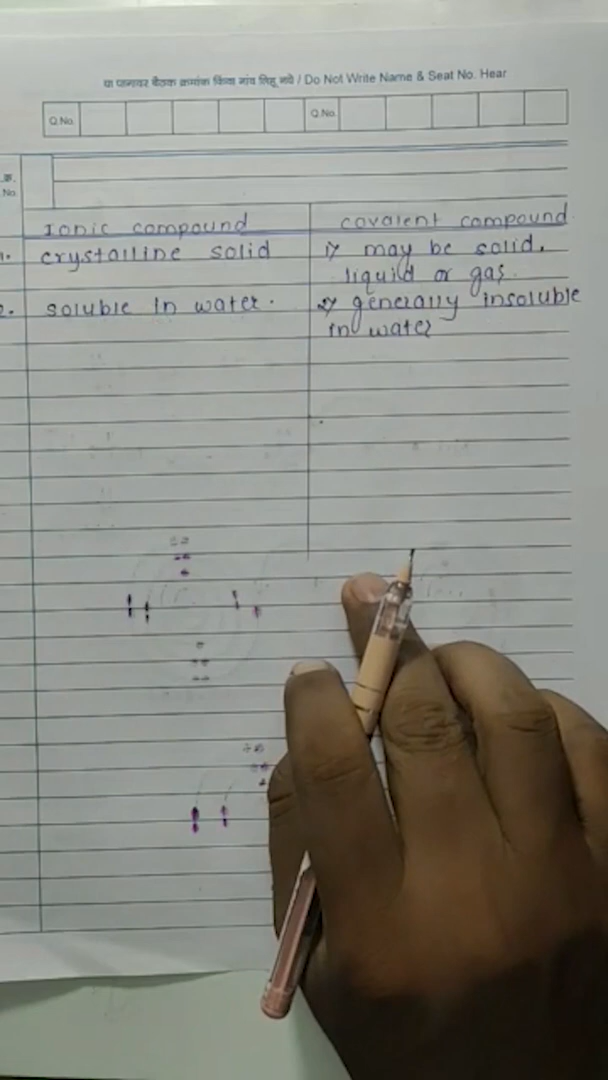 या पानावर बैठक क्रमांक किंवा नांव लिहू नये / Do Not Write Name & Seat No. Hear
Q.No. Q.No.
क्र.
No.
Ionic compound covalent compound
1. crystalline solid 1) may be solid,
liquid or gas.
2. soluble in water. 2) generally insoluble
in water